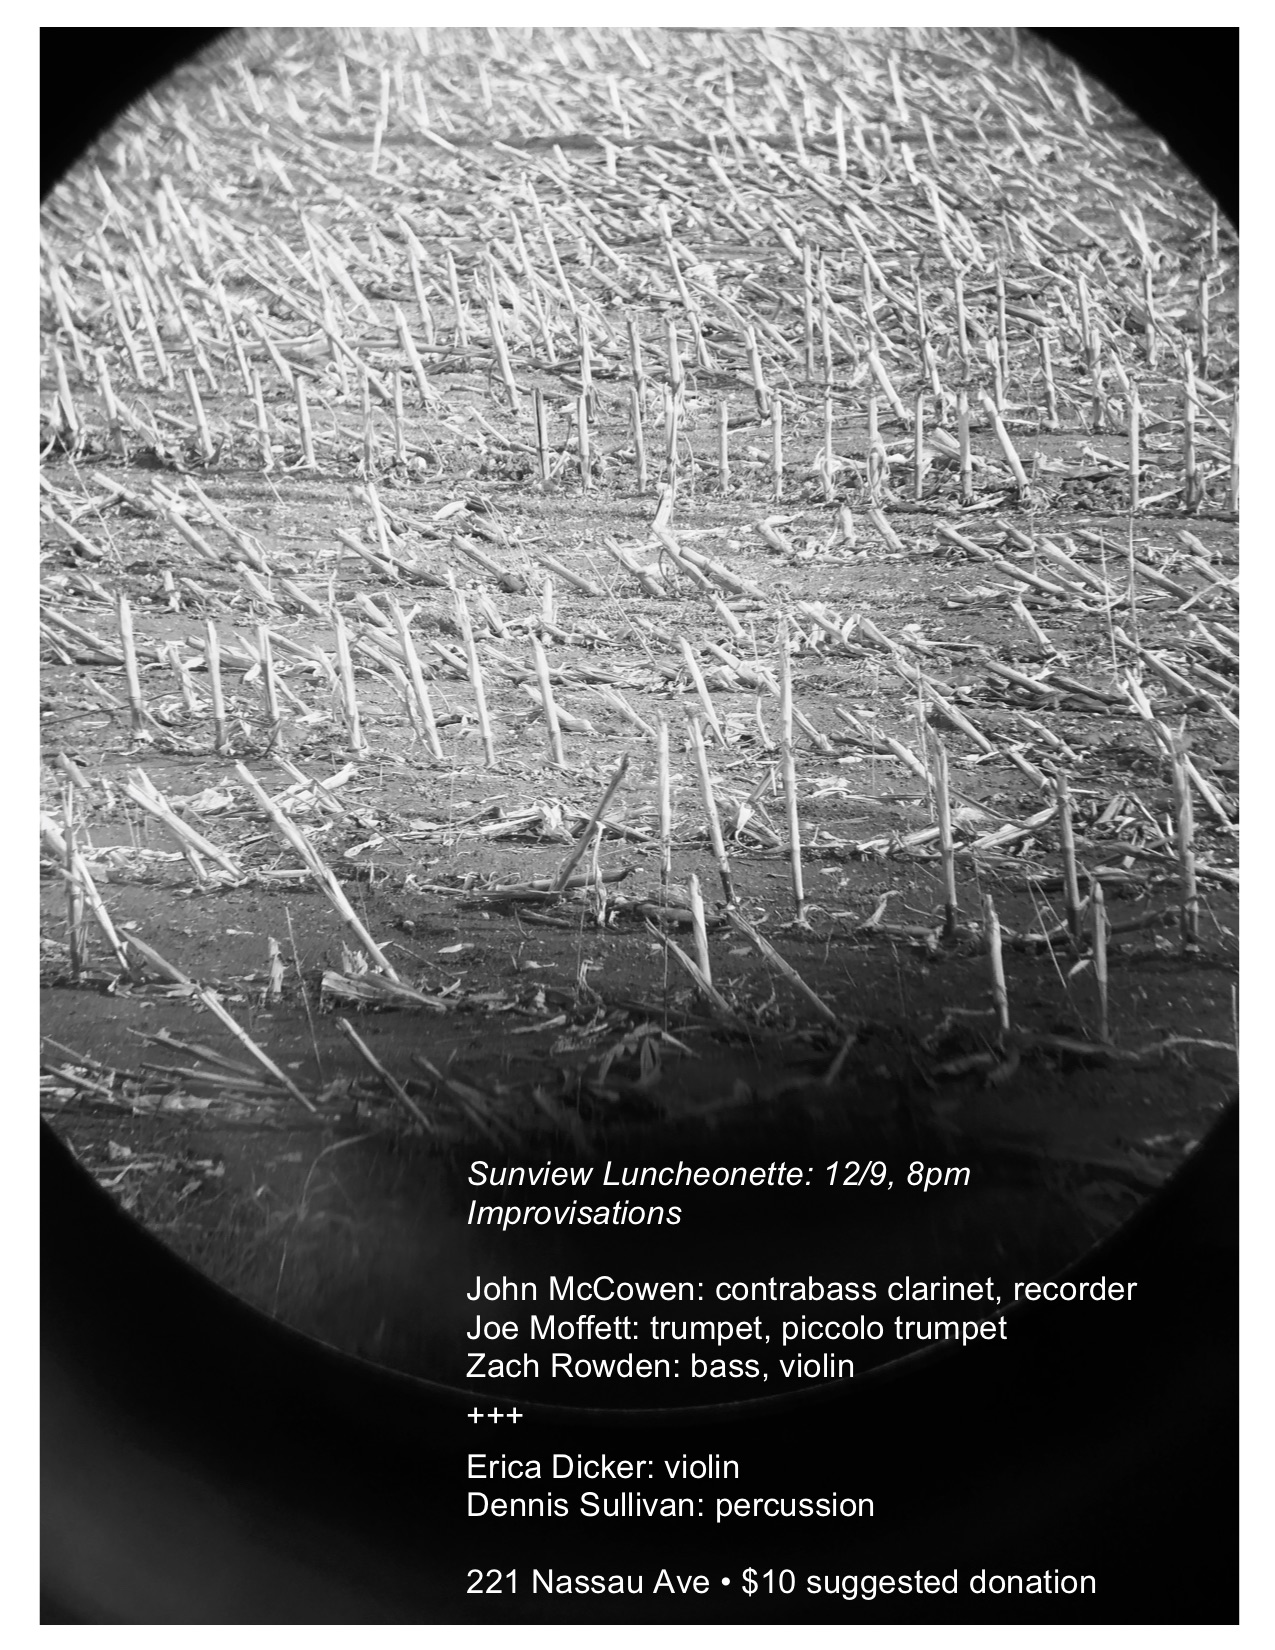 Sunview Luncheonette: 12/9, 8pm
Improvisations
John McCowen: contrabass clarinet, recorder
Joe Moffett: trumpet, piccolo trumpet
Zach Rowden: bass, violin
+++
Erica Dicker: violin
Dennis Sullivan: percussion
221 Nassau Ave • $10 suggested donation